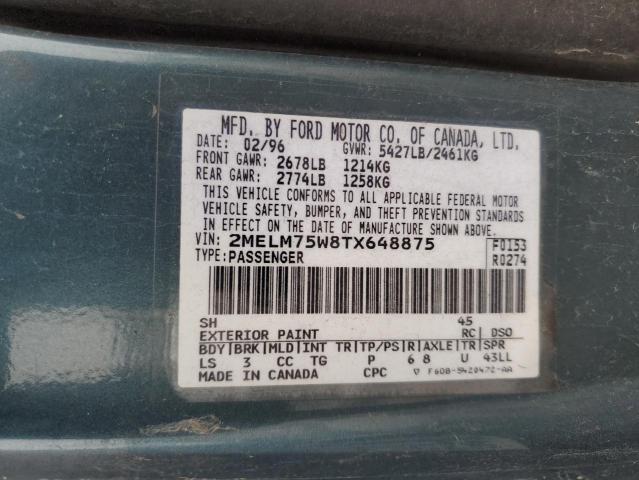 MFD. BY FORD MOTOR CO. OF CANADA, LTD.
DATE: 02/96 GVWR: 5427LB/2461KG
FRONT GAWR: 2678LB 1214KG
REAR GAWR: 2774LB 1258KG
THIS VEHICLE CONFORMS TO ALL APPLICABLE FEDERAL MOTOR
VEHICLE SAFETY, BUMPER, AND THEFT PREVENTION STANDARDS
IN EFFECT ON THE DATE OF MANUFACTURE SHOWN ABOVE.
VIN: 2MELM75W8TX648875 F0153
TYPE: PASSENGER R0274
SH 45
EXTERIOR PAINT RC| DSO
BDY|BRK|MLD|INT TR|TP/PS|R|AXLE|TR|SPR
LS 3 CC TG P 6 8 U 43LL
MADE IN CANADA CPC ▽ F60B-5420472-AA